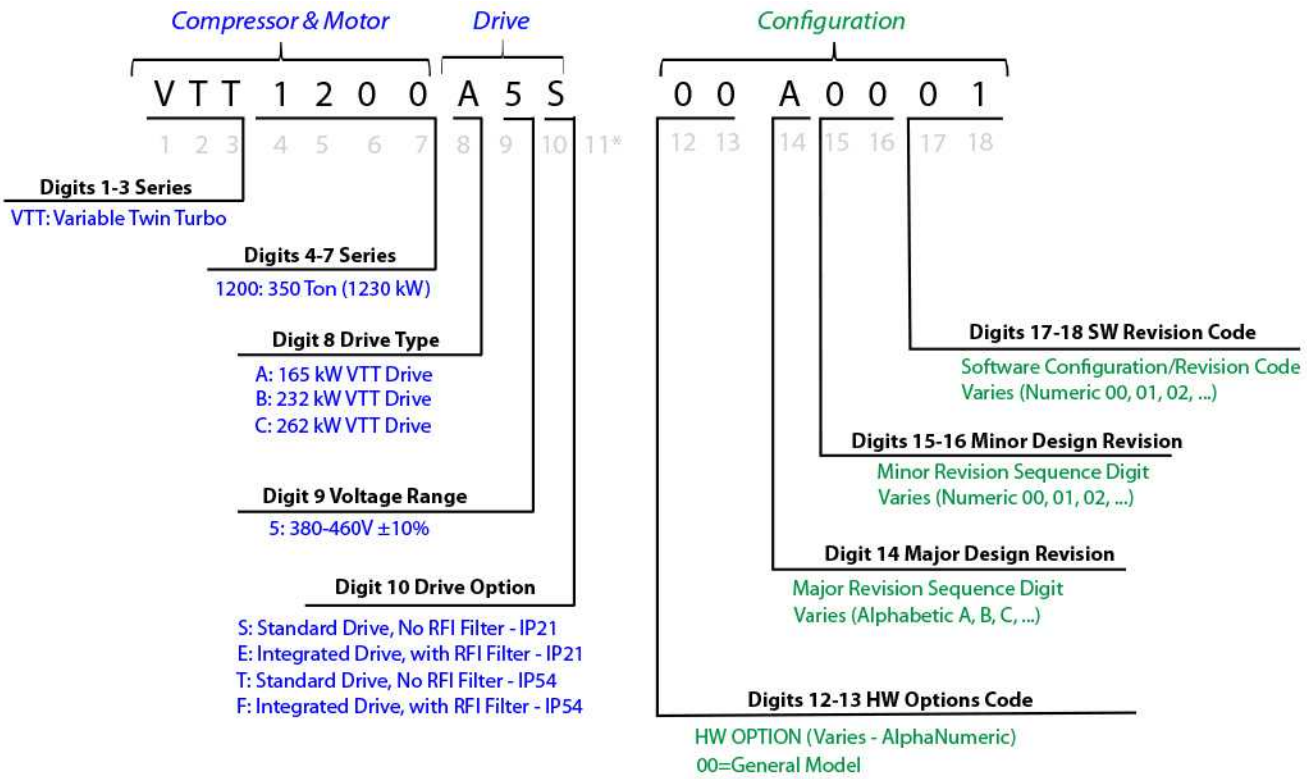 Compressor & Motor Drive Configuration
V T T 1 2 0 0 A 5 S 0 0 A 0 0 0 1
1 2 3 4 5 6 7 8 9 10 11* 12 13 14 15 16 17 18
Digits 1-3 Series
VTT: Variable Twin Turbo
Digits 4-7 Series
1200: 350 Ton (1230 kW)
Digit 8 Drive Type
A: 165 kW VTT Drive
B: 232 kW VTT Drive
C: 262 kW VTT Drive
Digit 9 Voltage Range
5: 380-460V ±10%
Digit 10 Drive Option
S: Standard Drive, No RFI Filter - IP21
E: Integrated Drive, with RFI Filter - IP21
T: Standard Drive, No RFI Filter - IP54
F: Integrated Drive, with RFI Filter - IP54
Digits 17-18 SW Revision Code
Software Configuration/Revision Code
Varies (Numeric 00, 01, 02, ...)
Digits 15-16 Minor Design Revision
Minor Revision Sequence Digit
Varies (Numeric 00, 01, 02, ...)
Digit 14 Major Design Revision
Major Revision Sequence Digit
Varies (Alphabetic A, B, C, ...)
Digits 12-13 HW Options Code
HW OPTION (Varies - AlphaNumeric)
00=General Model